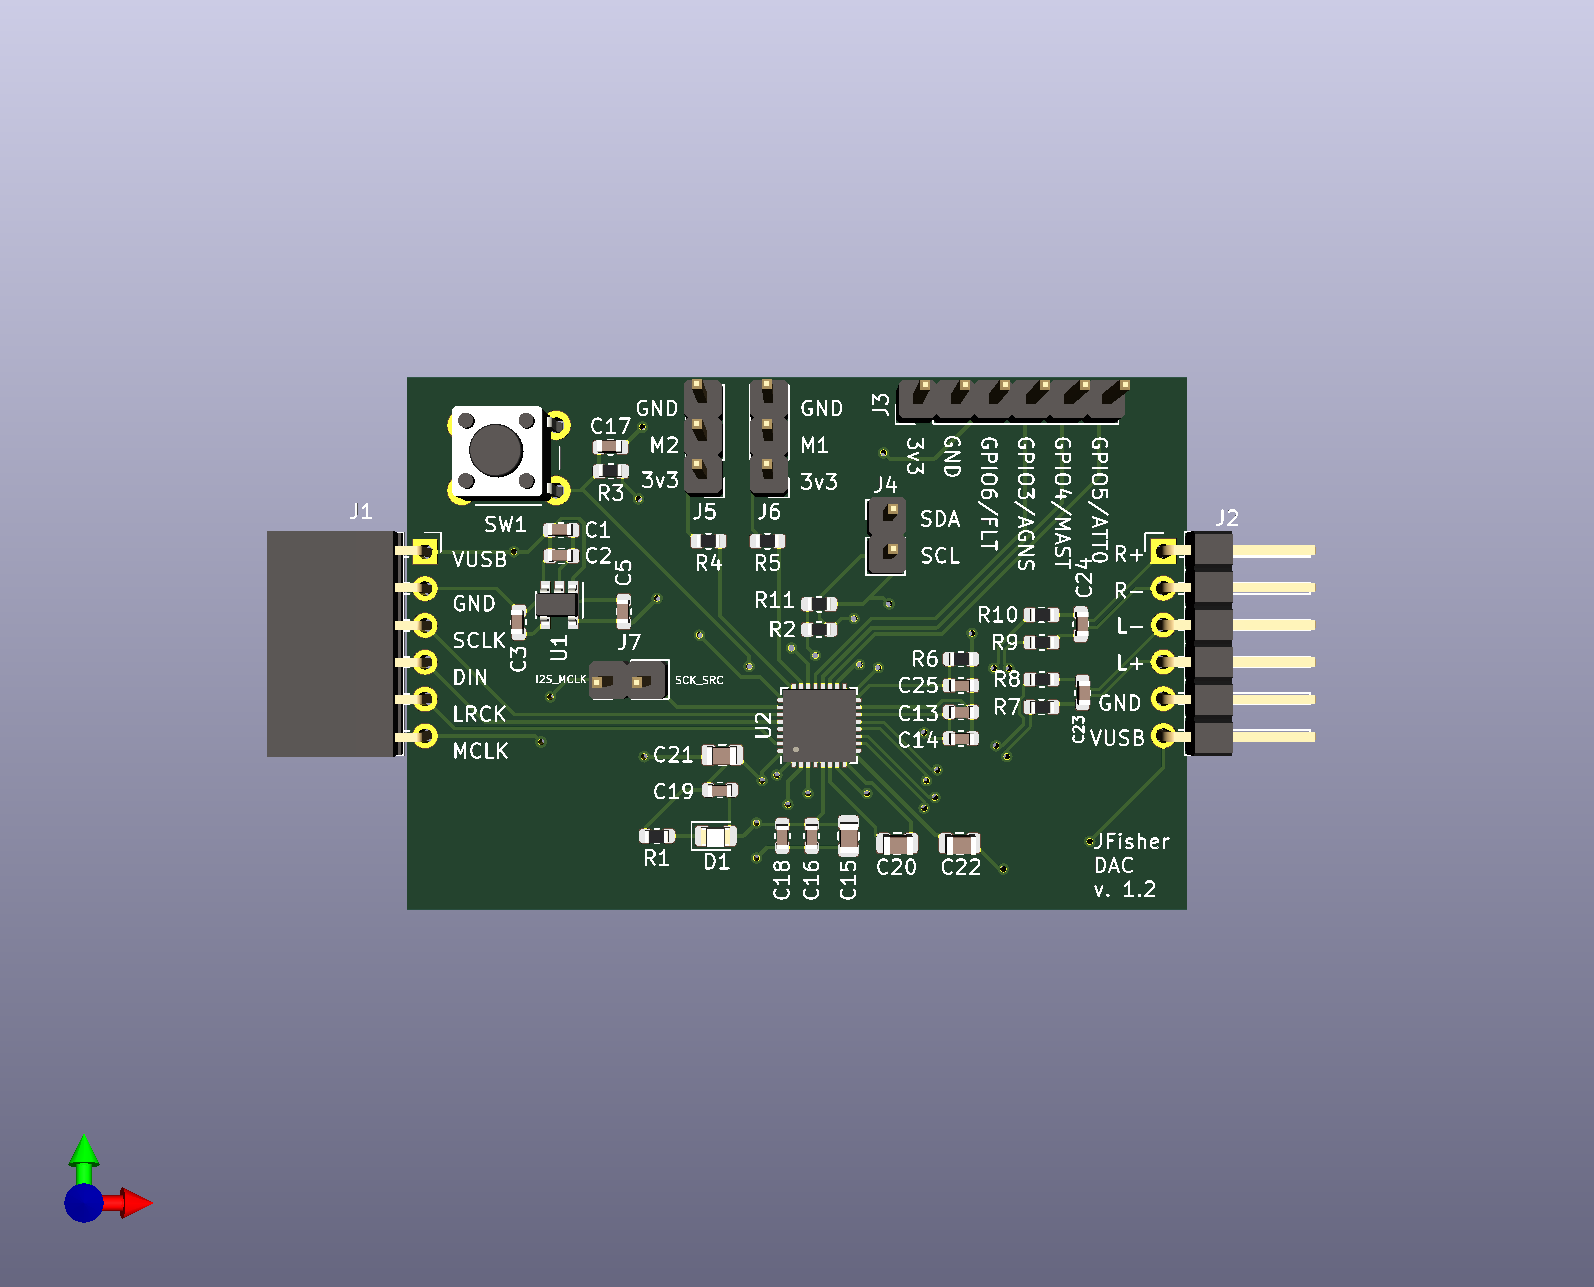 J1
SW1
C17
R3
GND
M2
3v3
J5
GND
M1
3v3
J6
J3
3v3
GND
GPIO6/FLT
GPIO3/AGNS
GPIO4/MAST
GPIO5/ATT0
J4
SDA
SCL
J2
VUSB
GND
SCLK
DIN
LRCK
MCLK
C1
C2
C3
U1
C5
J7
I2S_MCLK
SCK_SRC
R4
R5
R11
R2
U2
R6
C25
C13
C14
R10
R9
R8
R7
C24
C23
R+
R-
L-
L+
GND
VUSB
C21
C19
R1
D1
C18
C16
C15
C20
C22
JFisher
DAC
v. 1.2